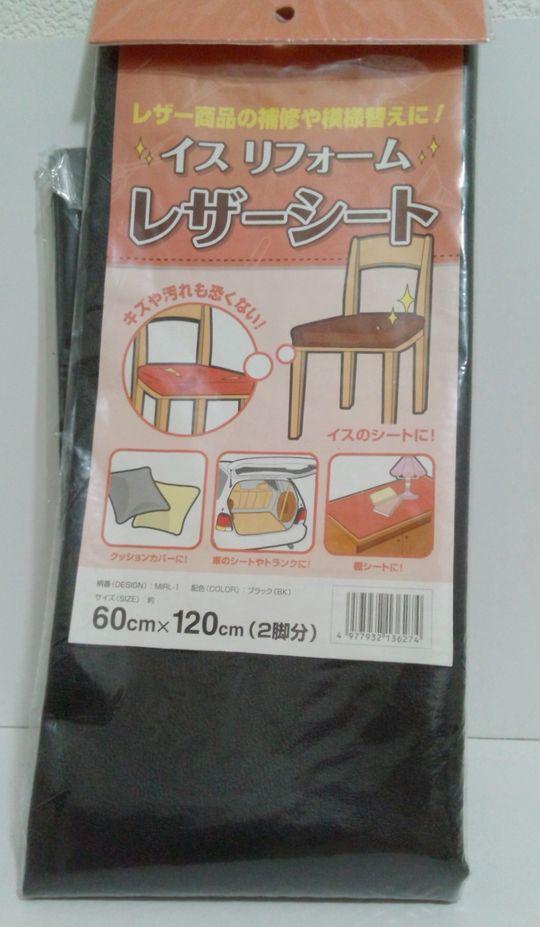 レザー商品の補修や模様替えに!
イス リフォーム
レザーシート
キズや汚れも恐くない!
イスのシートに!
クッションカバーに!
車のシートやトランクに!
棚シートに!
柄番(DESIGN):MIRL-1 配色(COLOR):ブラック(BK)
サイズ(SIZE):約
60cm×120cm(2脚分)
4 977932 136274